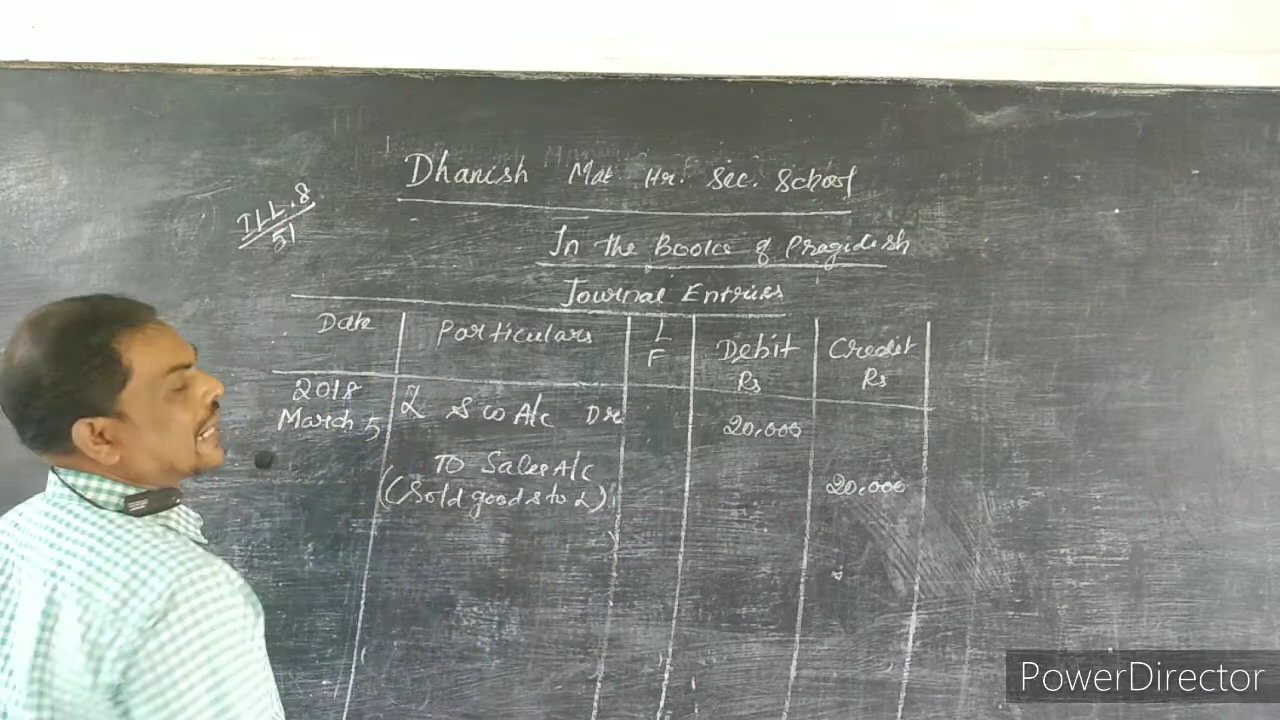 Dhanish Mat Hr. Sec. School
ILL.8
51
In the Books of Pragidesh
Journal Entries
Date Particulars L F Debit Rs Credit Rs
2018
March 5 L & Co A/c Dr 20,000
To Sales A/c 20,000
(Sold goods to L)
PowerDirector